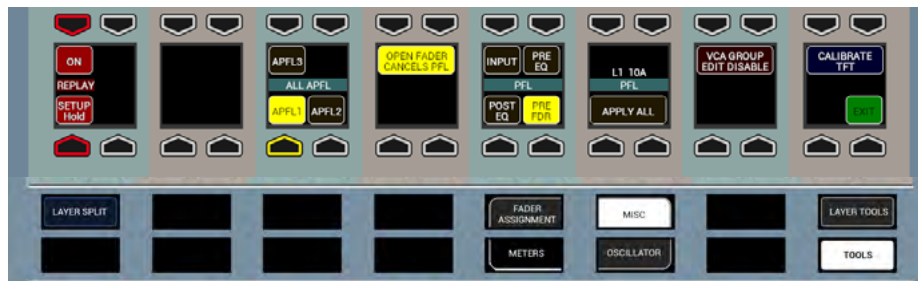 ON
REPLAY
SETUP
Hold
APFL3
ALL APFL
APFL1 APFL2
OPEN FADER
CANCELS PFL
INPUT PRE EQ
PFL
POST EQ PRE FDR
L1 10A
PFL
APPLY ALL
VCA GROUP
EDIT DISABLE
CALIBRATE
TFT
EXIT
LAYER SPLIT
FADER
ASSIGNMENT
MISC
LAYER TOOLS
METERS
OSCILLATOR
TOOLS